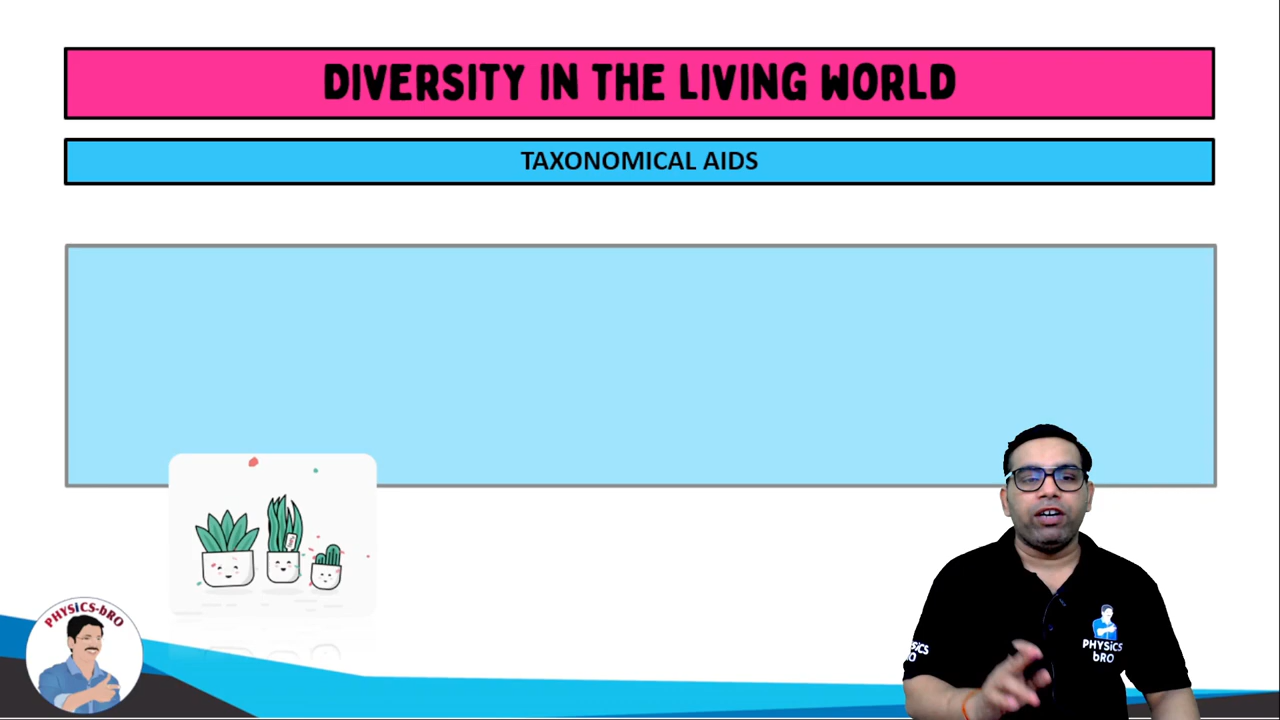 DIVERSITY IN THE LIVING WORLD
TAXONOMICAL AIDS
PHYSiCS-bRO
PHYSiCS
bRO